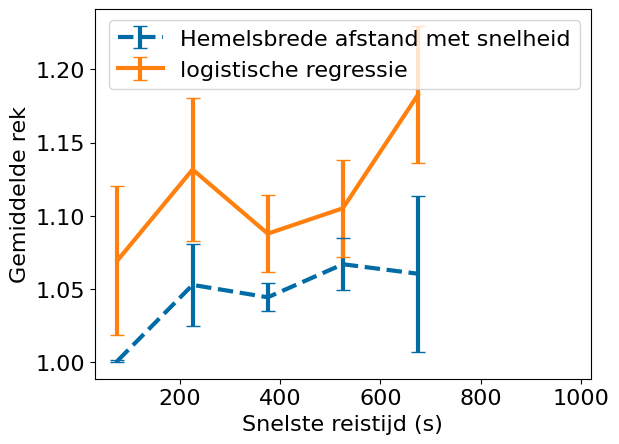 Hemelsbrede afstand met snelheid
logistische regressie
Gemiddelde rek
1.20
1.15
1.10
1.05
1.00
200 400 600 800 1000
Snelste reistijd (s)